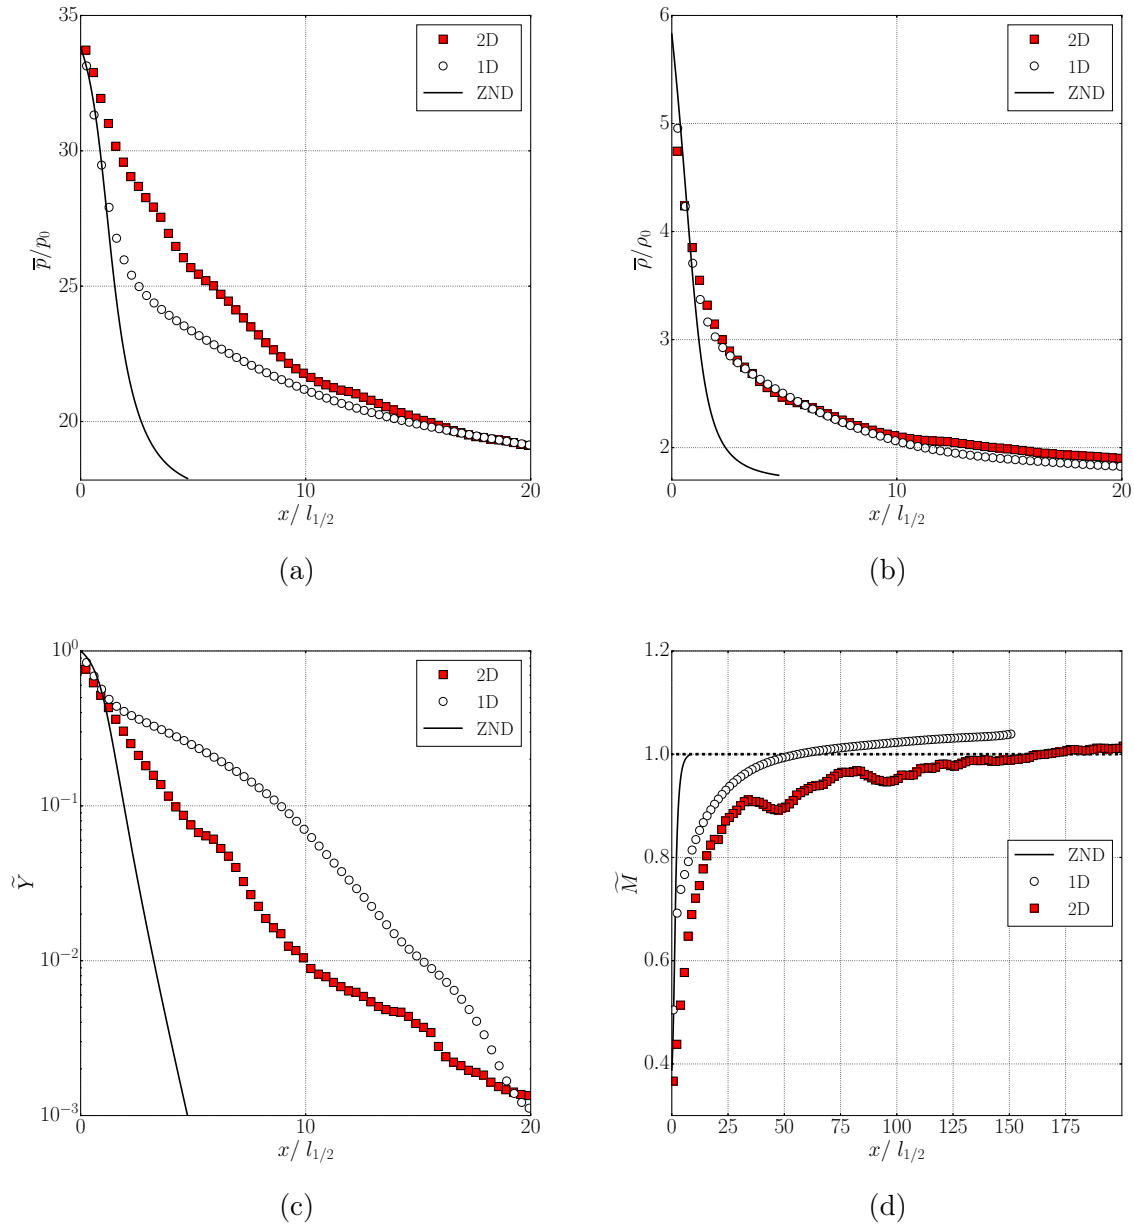 35
30
25
20
0
10
20
p̅/p₀
x/ l₁/₂
2D
1D
ZND
(a)
6
5
4
3
2
0
10
20
ρ̅/ρ₀
x/ l₁/₂
2D
1D
ZND
(b)
10⁰
10⁻¹
10⁻²
10⁻³
0
10
20
Ỹ
x/ l₁/₂
2D
1D
ZND
(c)
1.2
1.0
0.8
0.6
0.4
0
25
50
75
100
125
150
175
M̃
x/ l₁/₂
ZND
1D
2D
(d)